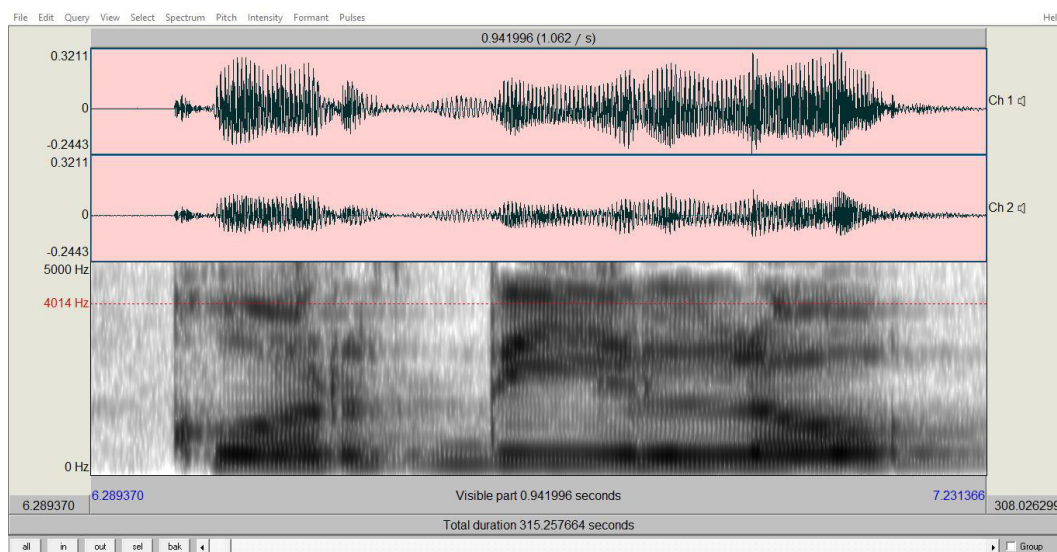 File Edit Query View Select Spectrum Pitch Intensity Formant Pulses Hel
0.941996 (1.062 / s)
0.3211
0
-0.2443
Ch 1
0.3211
0
-0.2443
Ch 2
5000 Hz
4014 Hz
0 Hz
6.289370 6.289370 Visible part 0.941996 seconds 7.231366 308.026299
Total duration 315.257664 seconds
all in out sel bak Group